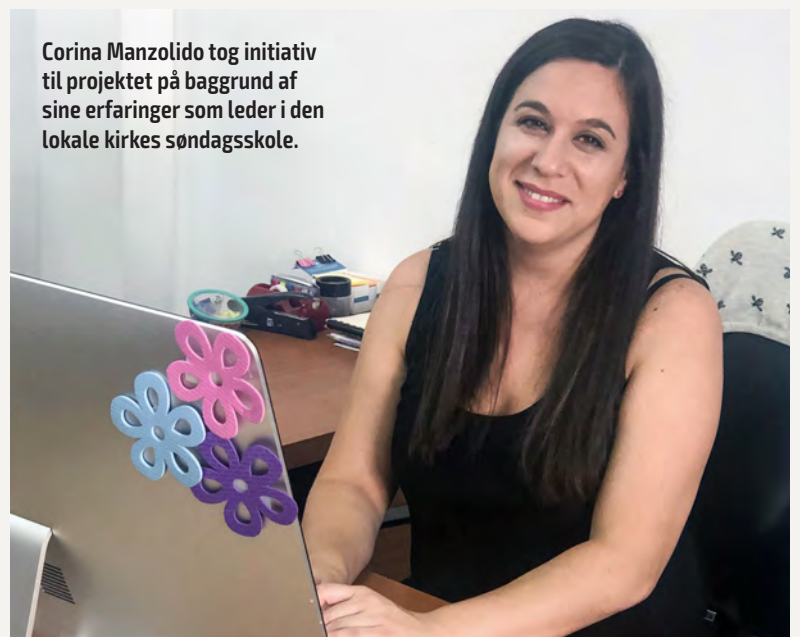 Corina Manzolido tog initiativ
til projektet på baggrund af
sine erfaringer som leder i den
lokale kirkes søndagsskole.